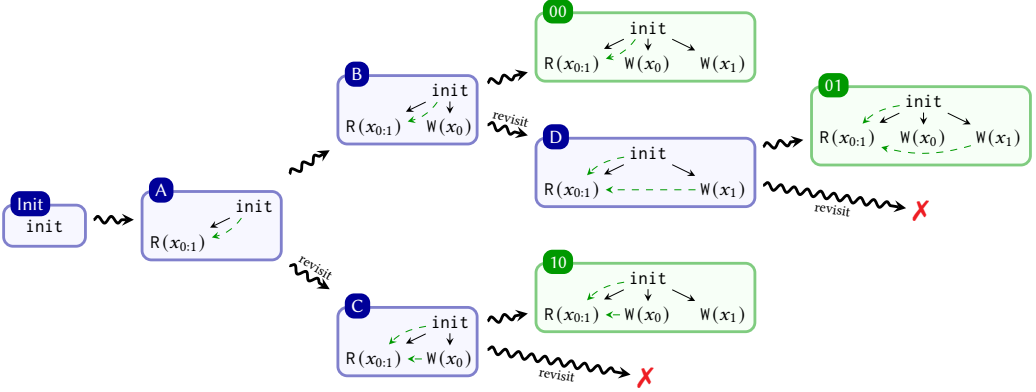 Init
init
A
init
R(x₀:₁)
revisit
B
init
R(x₀:₁) W(x₀)
revisit
C
init
R(x₀:₁) W(x₀)
revisit
00
init
R(x₀:₁) W(x₀) W(x₁)
D
init
R(x₀:₁) W(x₁)
revisit
10
init
R(x₀:₁) W(x₀) W(x₁)
01
init
R(x₀:₁) W(x₀) W(x₁)